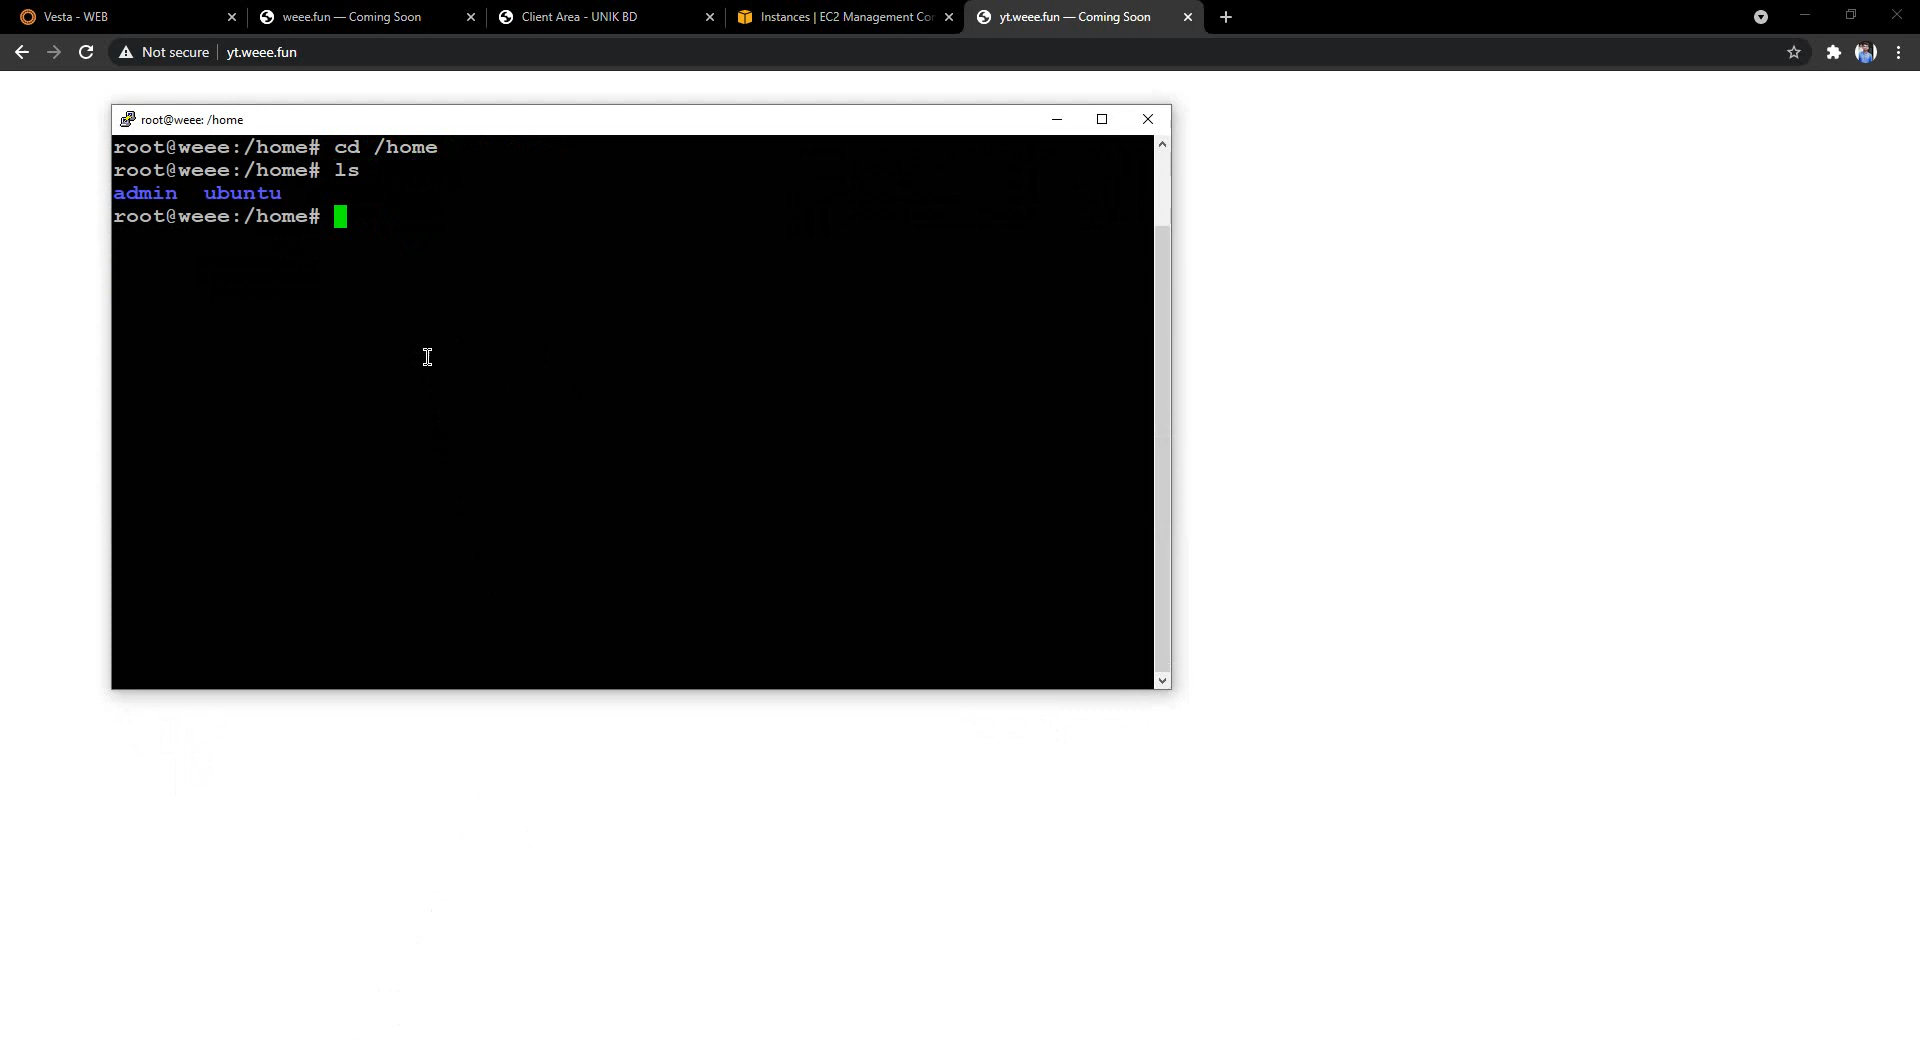 Vesta - WEB
weee.fun — Coming Soon
Client Area - UNIK BD
Instances | EC2 Management Co
yt.weee.fun — Coming Soon
Not secure
yt.weee.fun
root@weee: /home
root@weee:/home# cd /home
root@weee:/home# ls
admin ubuntu
root@weee:/home#